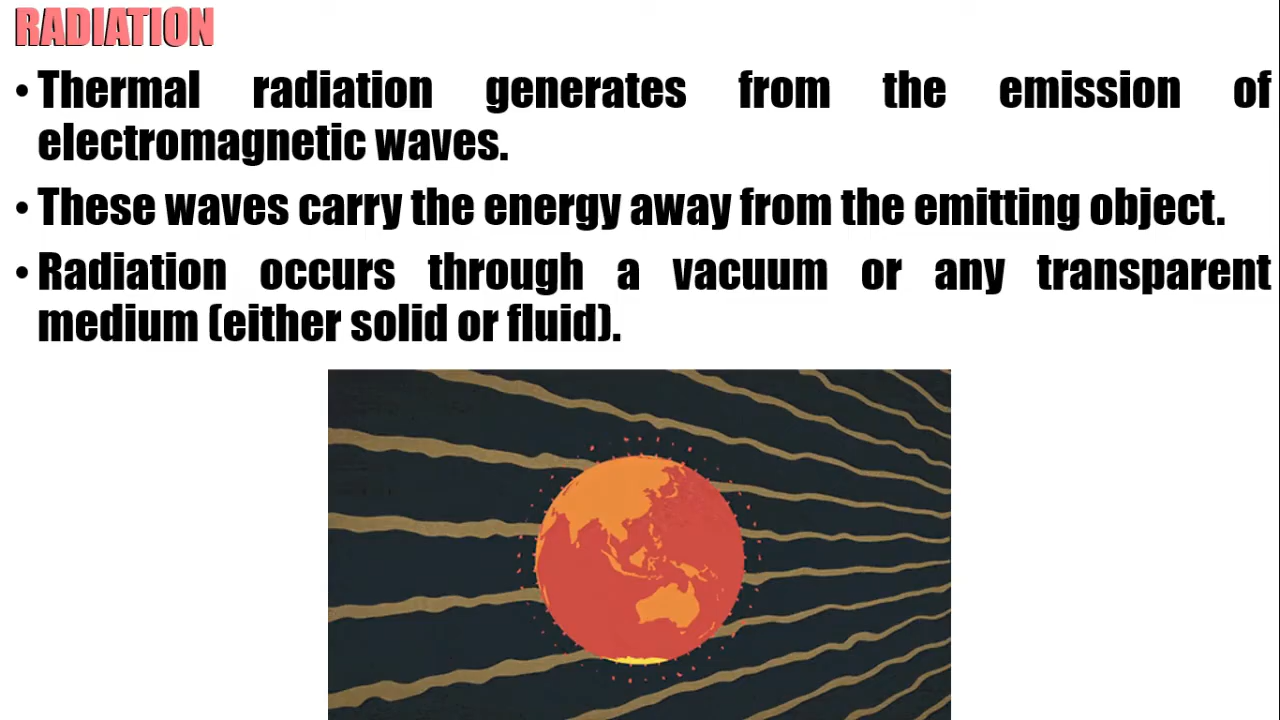 RADIATION
• Thermal radiation generates from the emission of
electromagnetic waves.
• These waves carry the energy away from the emitting object.
• Radiation occurs through a vacuum or any transparent
medium (either solid or fluid).